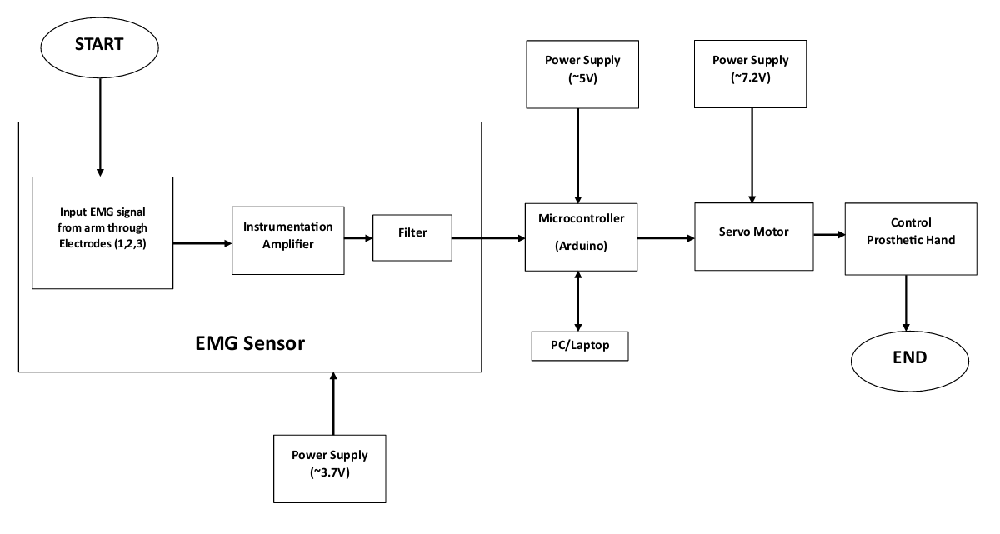 START
Power Supply
(~5V)
Power Supply
(~7.2V)
Input EMG signal
from arm through
Electrodes (1,2,3)
Instrumentation
Amplifier
Filter
Microcontroller
(Arduino)
Servo Motor
Control
Prosthetic Hand
EMG Sensor
PC/Laptop
END
Power Supply
(~3.7V)